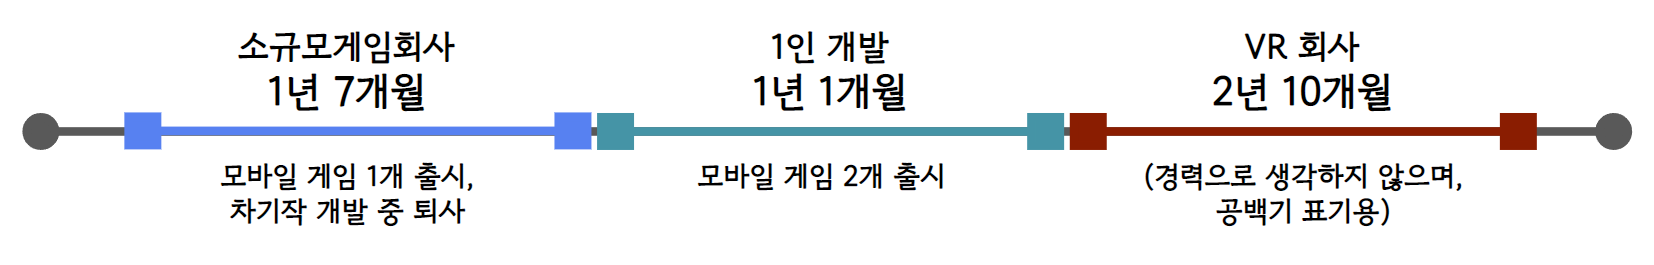 소규모게임회사
1년 7개월
모바일 게임 1개 출시,
차기작 개발 중 퇴사
1인 개발
1년 1개월
모바일 게임 2개 출시
VR 회사
2년 10개월
(경력으로 생각하지 않으며,
공백기 표기용)